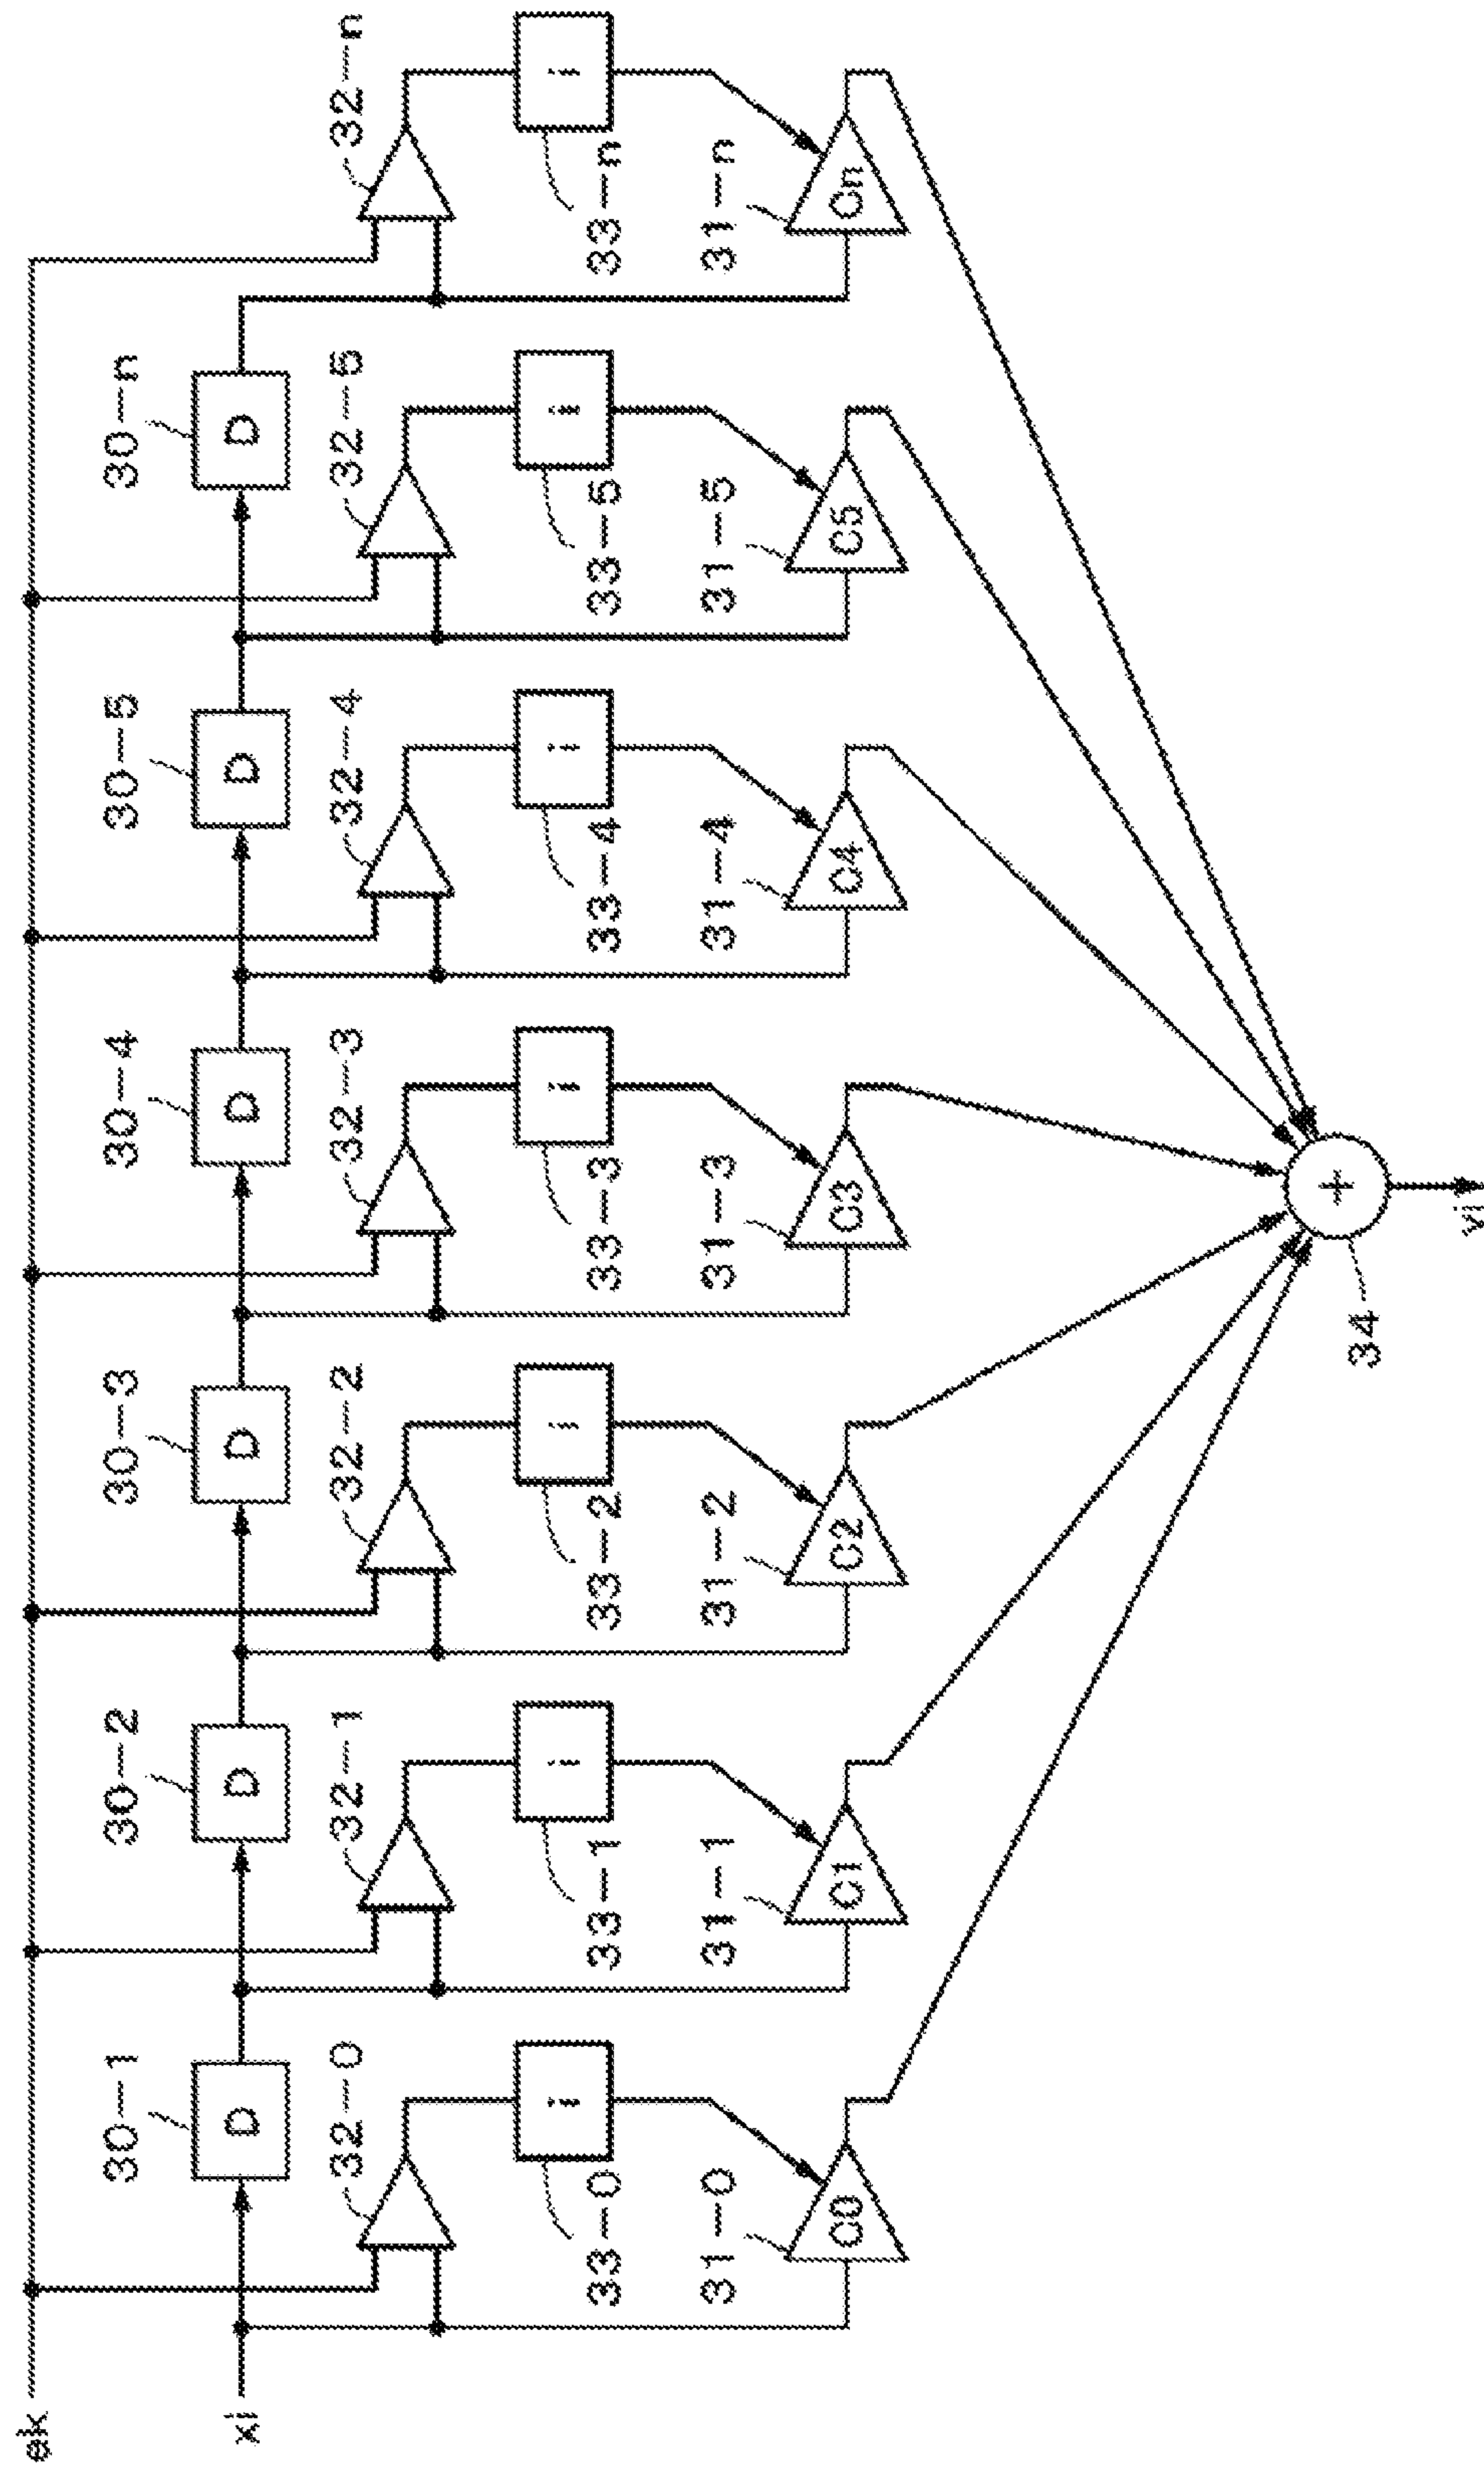 ek
xi
30-1
30-2
30-3
30-4
30-5
30-n
D
D
D
D
D
D
32-0
32-1
32-2
32-3
32-4
32-5
32-n
i
i
i
i
i
i
i
33-0
33-1
33-2
33-3
33-4
33-5
33-n
31-0
31-1
31-2
31-3
31-4
31-5
31-n
C0
C1
C2
C3
C4
C5
Cn
+
34
yi